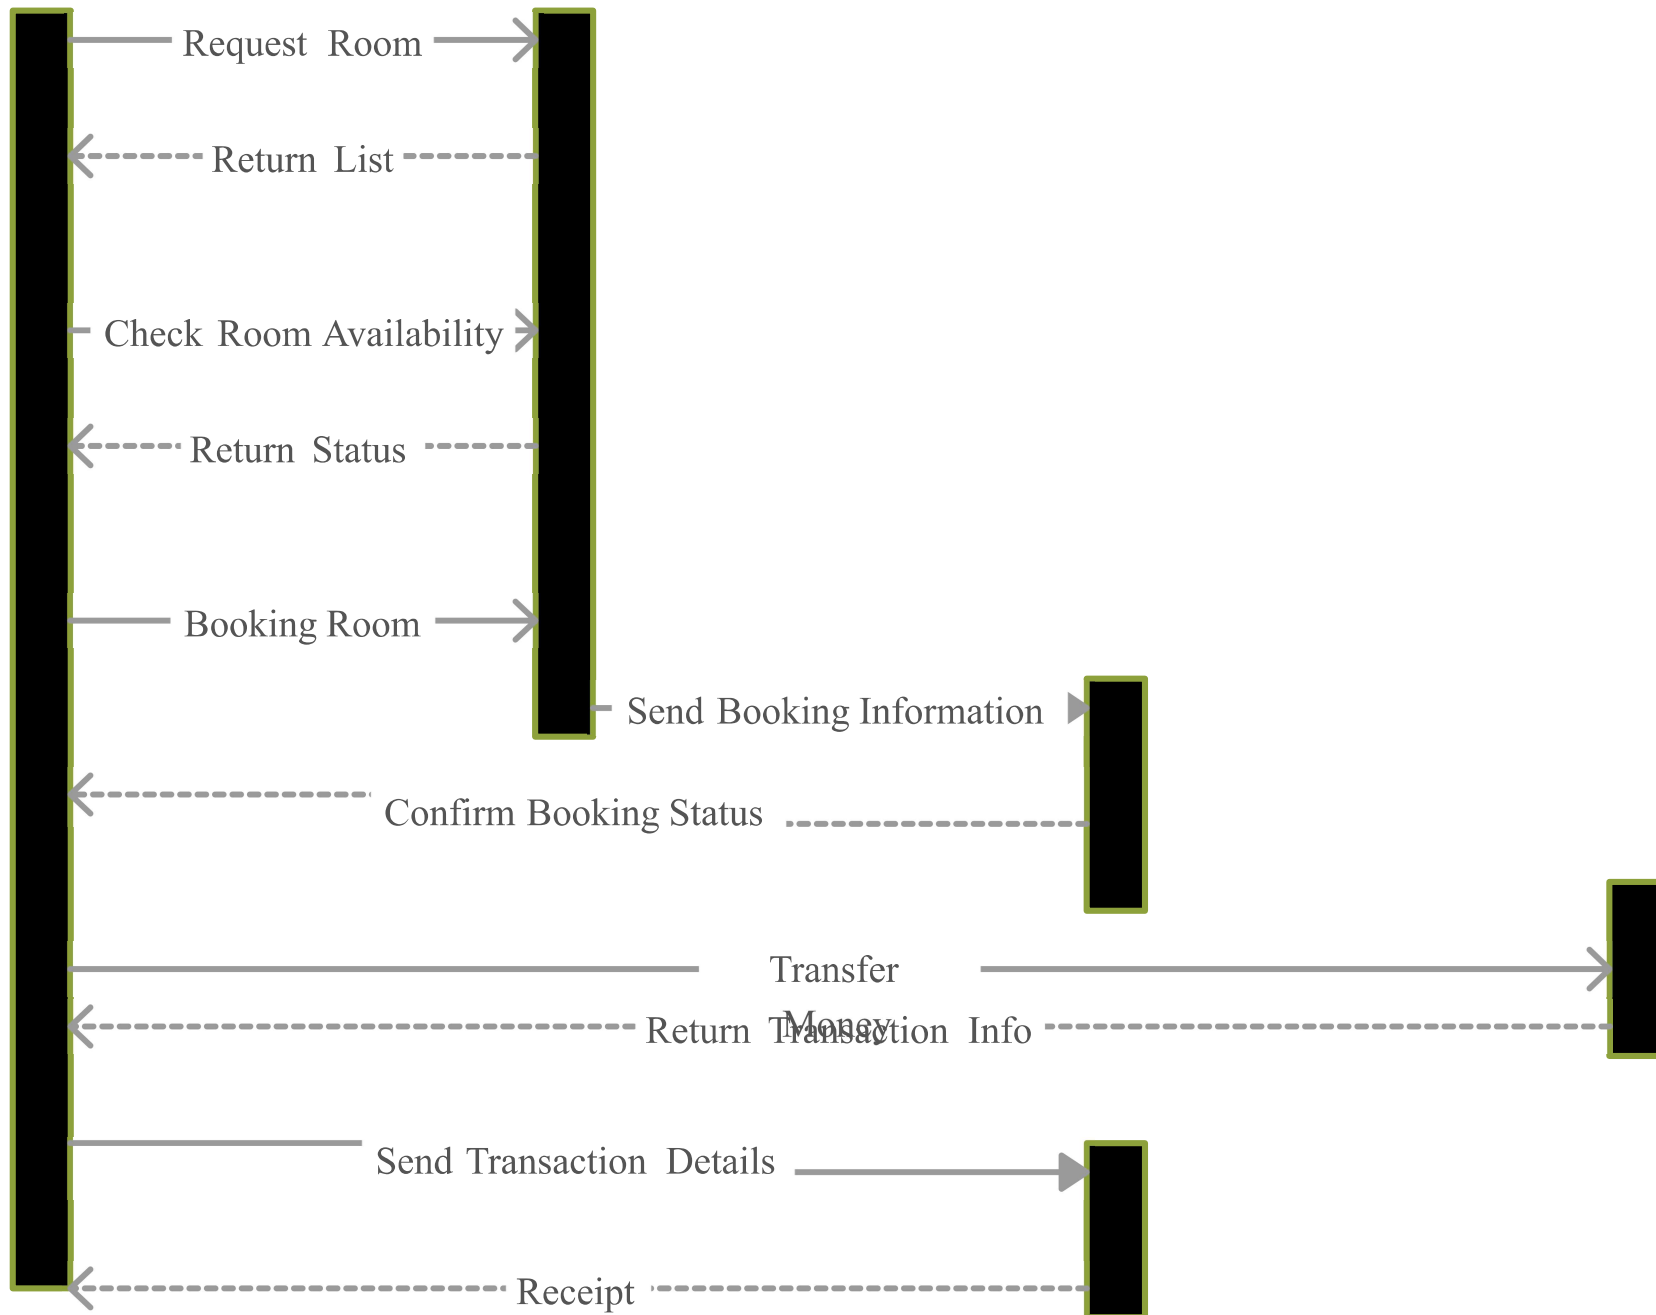 Request Room
Return List
Check Room Availability
Return Status
Booking Room
Send Booking Information
Confirm Booking Status
Transfer
Money
Return Transaction Info
Send Transaction Details
Receipt